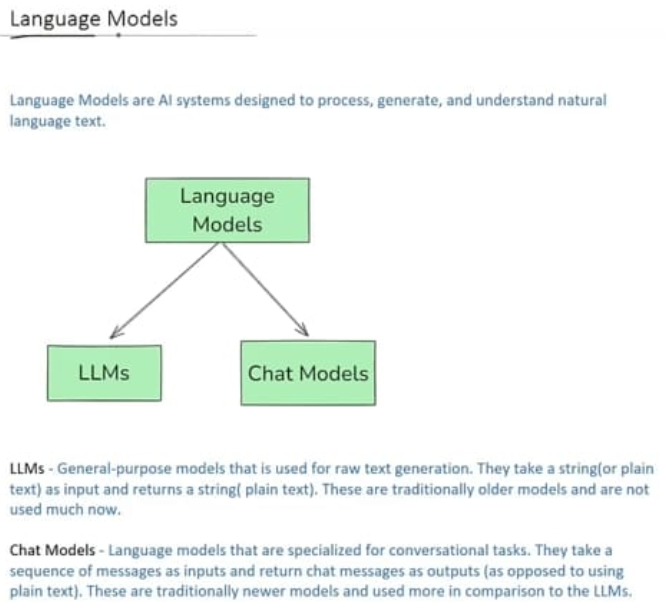 Language Models
Language Models are AI systems designed to process, generate, and understand natural
language text.
Language
Models
LLMs
Chat Models
LLMs - General-purpose models that is used for raw text generation. They take a string(or plain
text) as input and returns a string( plain text). These are traditionally older models and are not
used much now.
Chat Models - Language models that are specialized for conversational tasks. They take a
sequence of messages as inputs and return chat messages as outputs (as opposed to using
plain text). These are traditionally newer models and used more in comparison to the LLMs.